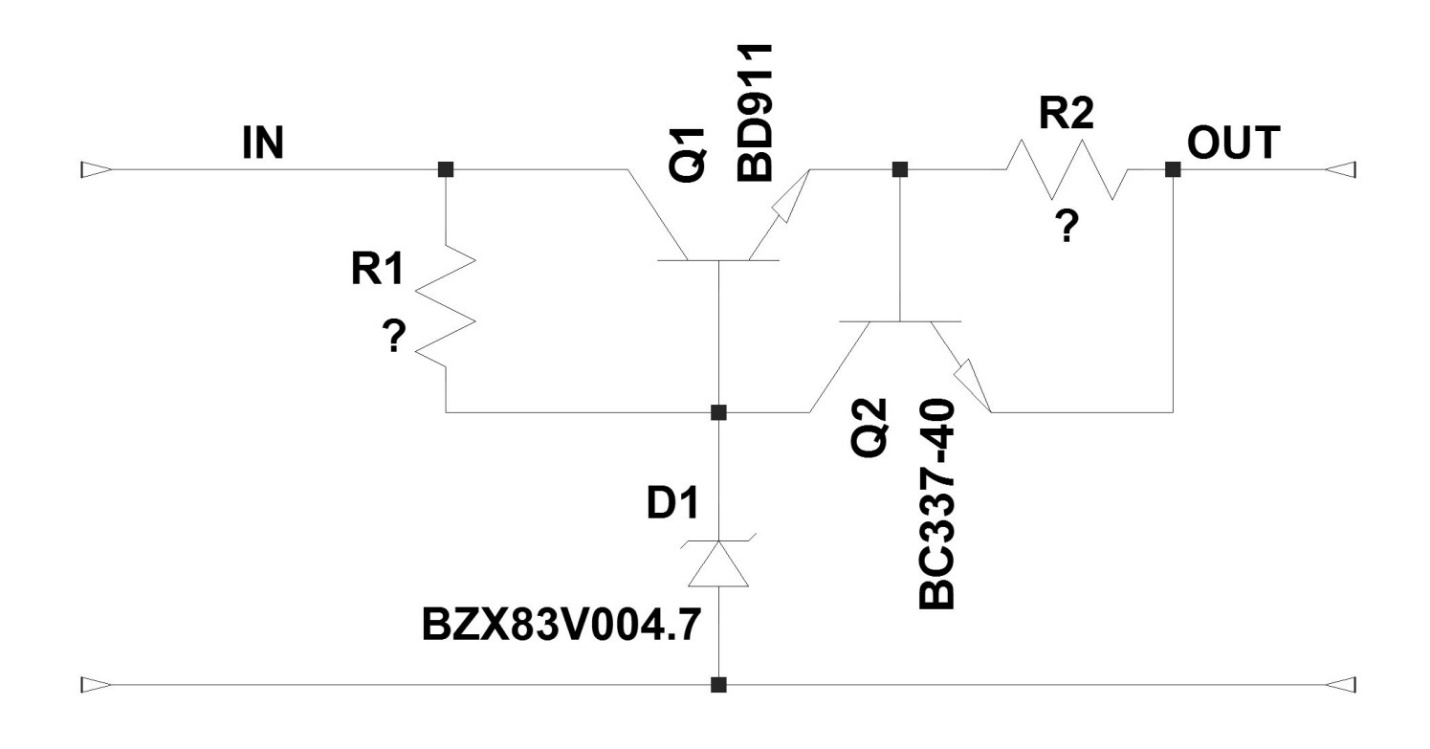 IN
Q1
BD911
R2
?
OUT
R1
?
Q2
BC337-40
D1
BZX83V004.7